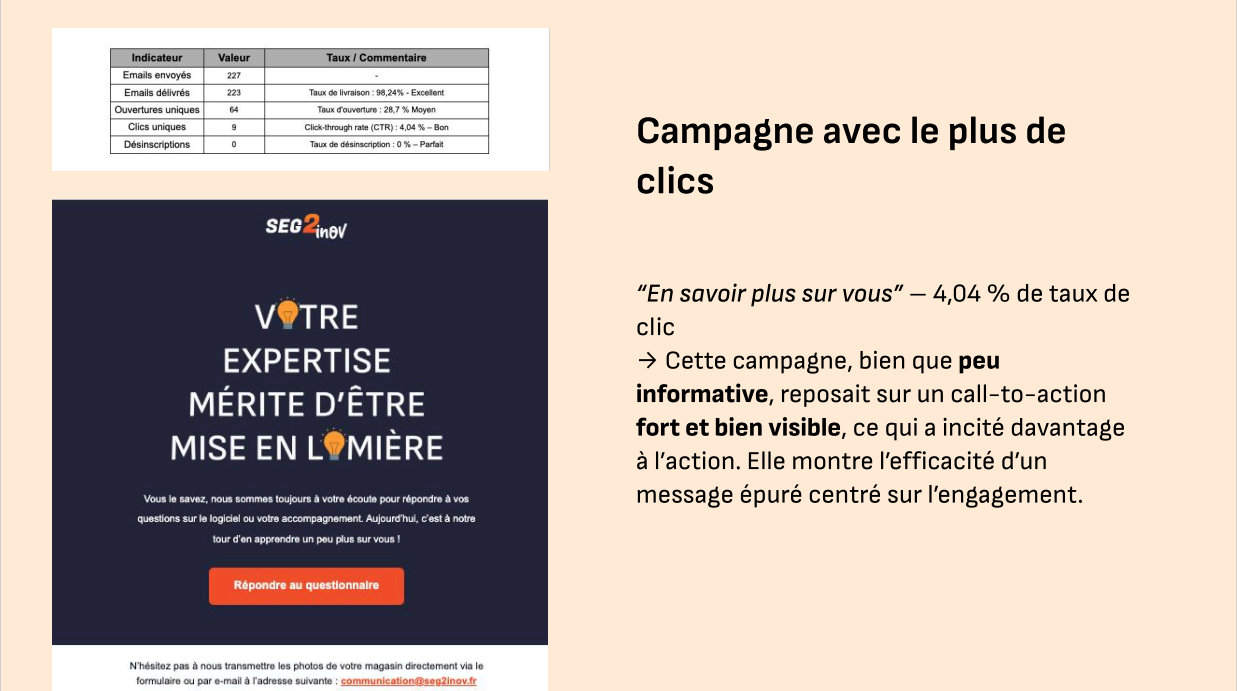 Indicateur Valeur Taux / Commentaire
Emails envoyés 227 -
Emails délivrés 223 Taux de livraison : 98,24% - Excellent
Ouvertures uniques 64 Taux d'ouverture : 28,7 % Moyen
Clics uniques 9 Click-through rate (CTR) : 4,04 % – Bon
Désinscriptions 0 Taux de désinscription : 0 % – Parfait
SEG2inov
VOTRE
EXPERTISE
MÉRITE D'ÊTRE
MISE EN LUMIÈRE
Vous le savez, nous sommes toujours à votre écoute pour répondre à vos
questions sur le logiciel ou votre accompagnement. Aujourd'hui, c'est à notre
tour d'en apprendre un peu plus sur vous !
Répondre au questionnaire
N'hésitez pas à nous transmettre les photos de votre magasin directement via le
formulaire ou par e-mail à l'adresse suivante : communication@seg2inov.fr
Campagne avec le plus de
clics
“En savoir plus sur vous” – 4,04 % de taux de
clic
→ Cette campagne, bien que peu
informative, reposait sur un call-to-action
fort et bien visible, ce qui a incité davantage
à l'action. Elle montre l'efficacité d'un
message épuré centré sur l'engagement.